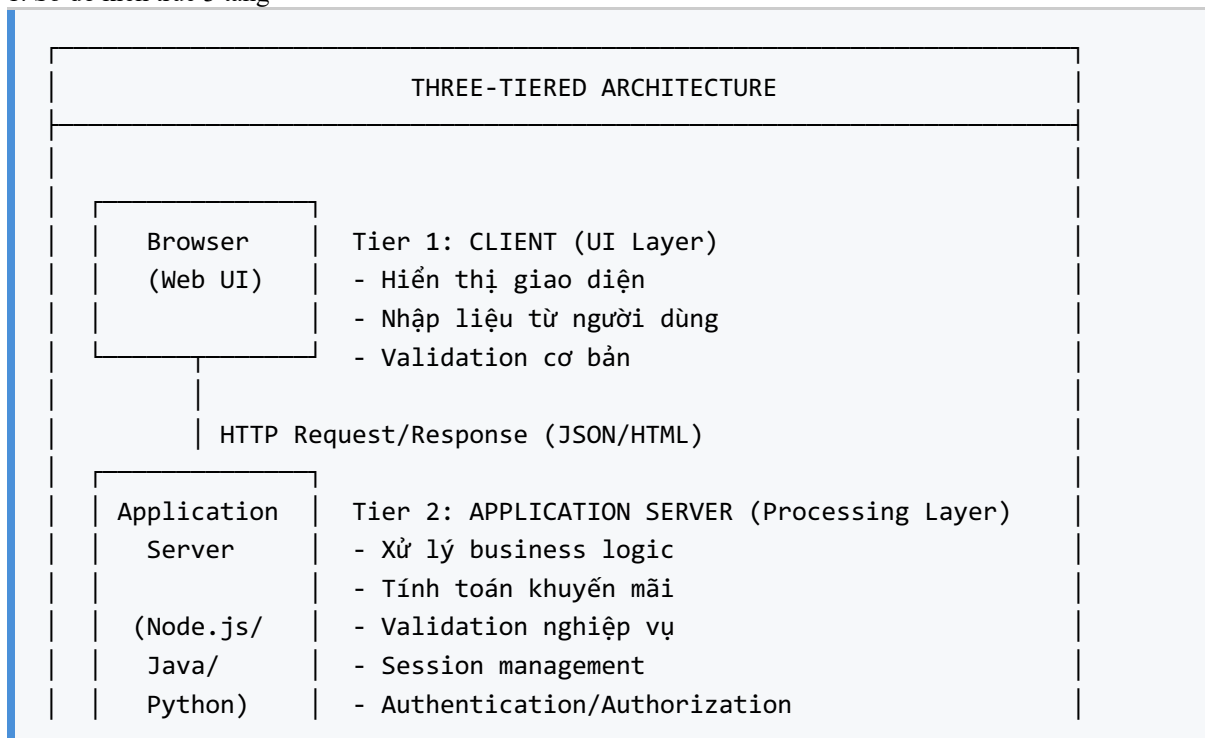 THREE-TIERED ARCHITECTURE
Browser Tier 1: CLIENT (UI Layer)
(Web UI) - Hiển thị giao diện
- Nhập liệu từ người dùng
- Validation cơ bản
HTTP Request/Response (JSON/HTML)
Application Tier 2: APPLICATION SERVER (Processing Layer)
Server - Xử lý business logic
- Tính toán khuyến mãi
(Node.js/ - Validation nghiệp vụ
Java/ - Session management
Python) - Authentication/Authorization